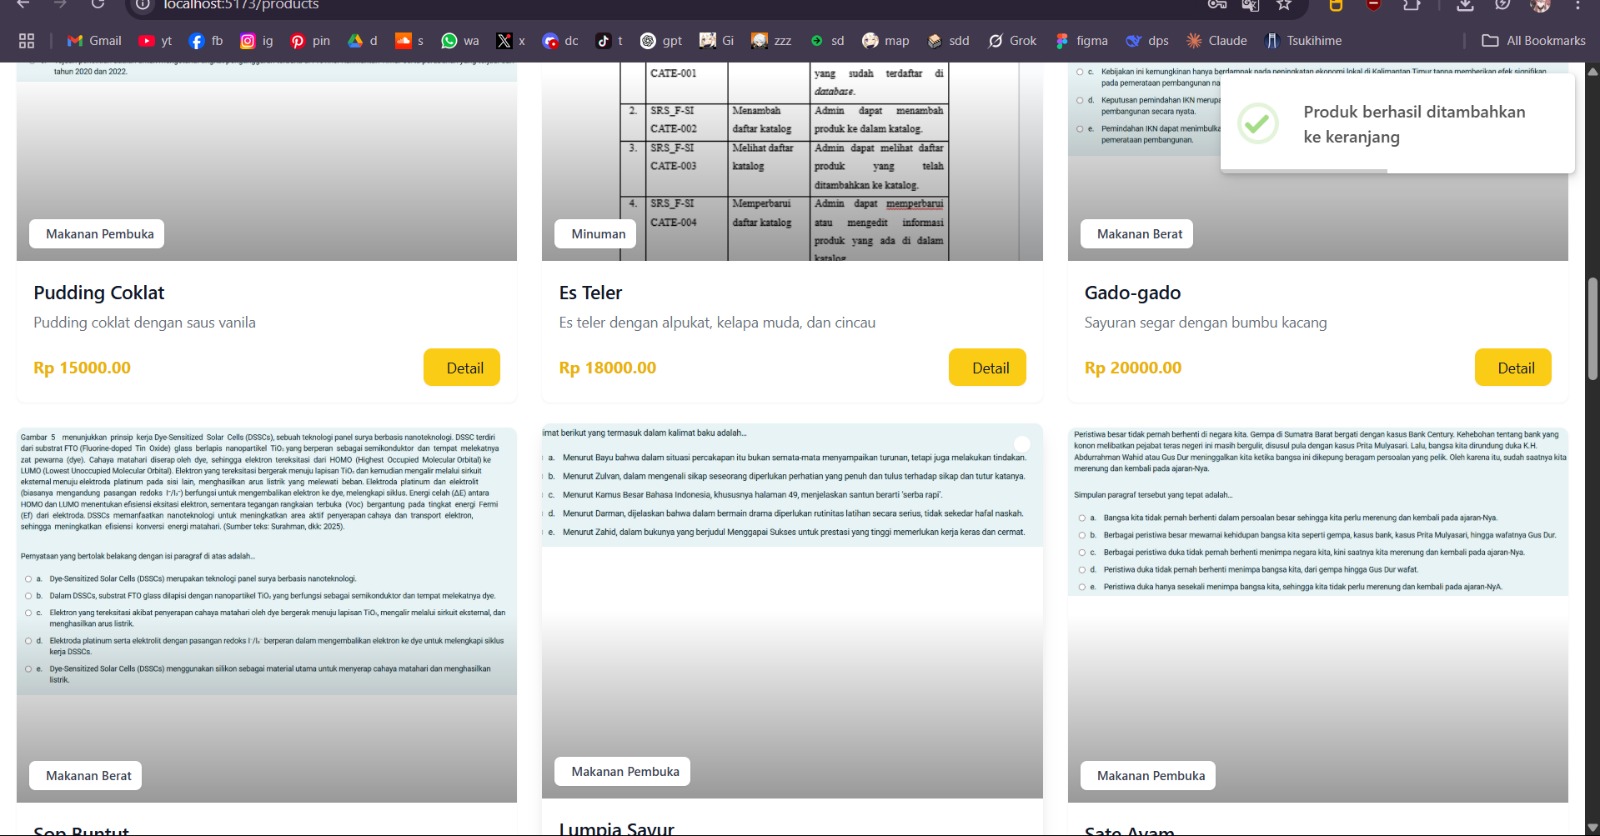 localhost:5173/products
Gmail yt fb ig pin d s wa x dc t gpt Gi zzz sd map sdd Grok figma dps Claude Tsukihime All Bookmarks
tahun 2020 dan 2022.
Makanan Pembuka
Pudding Coklat
Pudding coklat dengan saus vanila
Rp 15000.00
Detail
CATE-001 yang sudah terdaftar di
database.
2. SRS_F-SI Menambah Admin dapat menambah
CATE-002 daftar katalog produk ke dalam katalog.
3. SRS_F-SI Melihat daftar Admin dapat melihat daftar
CATE-003 katalog produk yang telah
ditambahkan ke katalog.
4. SRS_F-SI Memperbarui Admin dapat memperbarui
CATE-004 daftar katalog atau mengedit informasi
produk yang ada di dalam
katalog.
Minuman
Es Teler
Es teler dengan alpukat, kelapa muda, dan cincau
Rp 18000.00
Detail
c. Kebijakan ini kemungkinan hanya berdampak pada peningkatan ekonomi lokal di Kalimantan Timur tanpa memberikan efek signifikan
pada pemerataan pembangunan na
d. Keputusan pemindahan IKN merupa
pembangunan secara nyata.
e. Pemindahan IKN dapat menimbulka
pemerataan pembangunan.
Produk berhasil ditambahkan
ke keranjang
Makanan Berat
Gado-gado
Sayuran segar dengan bumbu kacang
Rp 20000.00
Detail
Gambar 5 menunjukkan prinsip kerja Dye-Sensitized Solar Cells (DSSCs), sebuah teknologi panel surya berbasis nanoteknologi. DSSC terdiri
dari substrat FTO (Fluorine-doped Tin Oxide) glass berlapis nanopartikel TiO₂ yang berperan sebagai semikonduktor dan tempat melekatnya
zat pewarna (dye). Cahaya matahari diserap oleh dye, sehingga elektron tereksitasi dari HOMO (Highest Occupied Molecular Orbital) ke
LUMO (Lowest Unoccupied Molecular Orbital). Elektron yang tereksitasi bergerak menuju lapisan TiO₂ dan kemudian mengalir melalui sirkuit
eksternal menuju elektroda platinum pada sisi lain, menghasilkan arus listrik yang melewati beban. Elektroda platinum dan elektrolit
(biasanya mengandung pasangan redoks I⁻/I₃⁻) berfungsi untuk mengembalikan elektron ke dye, melengkapi siklus. Energi celah (ΔE) antara
HOMO dan LUMO menentukan efisiensi eksitasi elektron, sementara tegangan rangkaian terbuka (Voc) bergantung pada tingkat energi Fermi
(Ef) dari elektroda. DSSCs memanfaatkan nanoteknologi untuk meningkatkan area aktif penyerapan cahaya dan transport elektron,
sehingga meningkatkan efisiensi konversi energi matahari. (Sumber teks: Surahman, dkk: 2025).
Pernyataan yang bertolak belakang dengan isi paragraf di atas adalah...
a. Dye-Sensitized Solar Cells (DSSCs) merupakan teknologi panel surya berbasis nanoteknologi.
b. Dalam DSSCs, substrat FTO glass dilapisi dengan nanopartikel TiO₂ yang berfungsi sebagai semikonduktor dan tempat melekatnya dye.
c. Elektron yang tereksitasi akibat penyerapan cahaya matahari oleh dye bergerak menuju lapisan TiO₂, mengalir melalui sirkuit eksternal, dan
menghasilkan arus listrik.
d. Elektroda platinum serta elektrolit dengan pasangan redoks I⁻/I₃⁻ berperan dalam mengembalikan elektron ke dye untuk melengkapi siklus
kerja DSSCs.
e. Dye-Sensitized Solar Cells (DSSCs) menggunakan silikon sebagai material utama untuk menyerap cahaya matahari dan menghasilkan
listrik.
Makanan Berat
Sop Buntut
imat berikut yang termasuk dalam kalimat baku adalah...
a. Menurut Bayu bahwa dalam situasi percakapan itu bukan semata-mata menyampaikan turunan, tetapi juga melakukan tindakan.
b. Menurut Zulvan, dalam mengenali sikap seseorang diperlukan perhatian yang penuh dan tulus terhadap sikap dan tutur katanya.
c. Menurut Kamus Besar Bahasa Indonesia, khususnya halaman 49, menjelaskan santun berarti 'serba rapi'.
d. Menurut Darman, dijelaskan bahwa dalam bermain drama diperlukan rutinitas latihan secara serius, tidak sekedar hafal naskah.
e. Menurut Zahid, dalam bukunya yang berjudul Menggapai Sukses untuk prestasi yang tinggi memerlukan kerja keras dan cermat.
Makanan Pembuka
Lumpia Sayur
Peristiwa besar tidak pernah berhenti di negara kita. Gempa di Sumatra Barat bergati dengan kasus Bank Century. Kehebohan tentang bank yang
konon melibatkan pejabat teras negeri ini masih bergulir, disusul pula dengan kasus Prita Mulyasari. Lalu, bangsa kita dirundung duka K.H.
Abdurrahman Wahid atau Gus Dur meninggalkan kita ketika bangsa ini dikepung beragam persoalan yang pelik. Oleh karena itu, sudah saatnya kita
merenung dan kembali pada ajaran-Nya.
Simpulan paragraf tersebut yang tepat adalah...
a. Bangsa kita tidak pernah berhenti dalam persoalan besar sehingga kita perlu merenung dan kembali pada ajaran-Nya.
b. Berbagai peristiwa besar mewarnai kehidupan bangsa kita seperti gempa, kasus bank, kasus Prita Mulyasari, hingga wafatnya Gus Dur.
c. Berbagai peristiwa duka tidak pernah berhenti menimpa negara kita, kini saatnya kita merenung dan kembali pada ajaran-Nya.
d. Peristiwa duka tidak pernah berhenti menimpa bangsa kita, dari gempa hingga Gus Dur wafat.
e. Peristiwa duka hanya sesekali menimpa bangsa kita, sehingga kita tidak perlu merenung dan kembali pada ajaran-NyA.
Makanan Pembuka
Sate Ayam